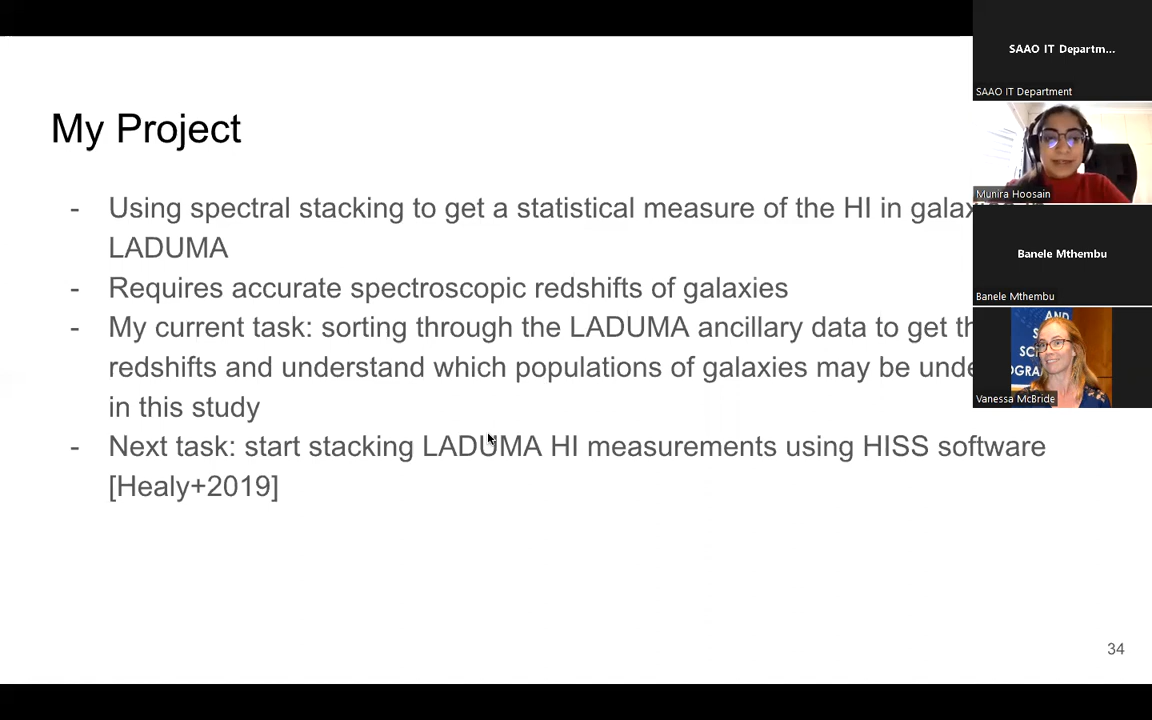 My Project
- Using spectral stacking to get a statistical measure of the HI in
LADUMA
- Requires accurate spectroscopic redshifts of galaxies
- My current task: sorting through the LADUMA ancillary data to get
redshifts and understand which populations of galaxies may be
in this study
- Next task: start stacking LADUMA HI measurements using HISS software
[Healy+2019]
34
SAAO IT Departm...
SAAO IT Department
Munira Hoosain
Banele Mthembu
Banele Mthembu
AND
Vanessa McBride